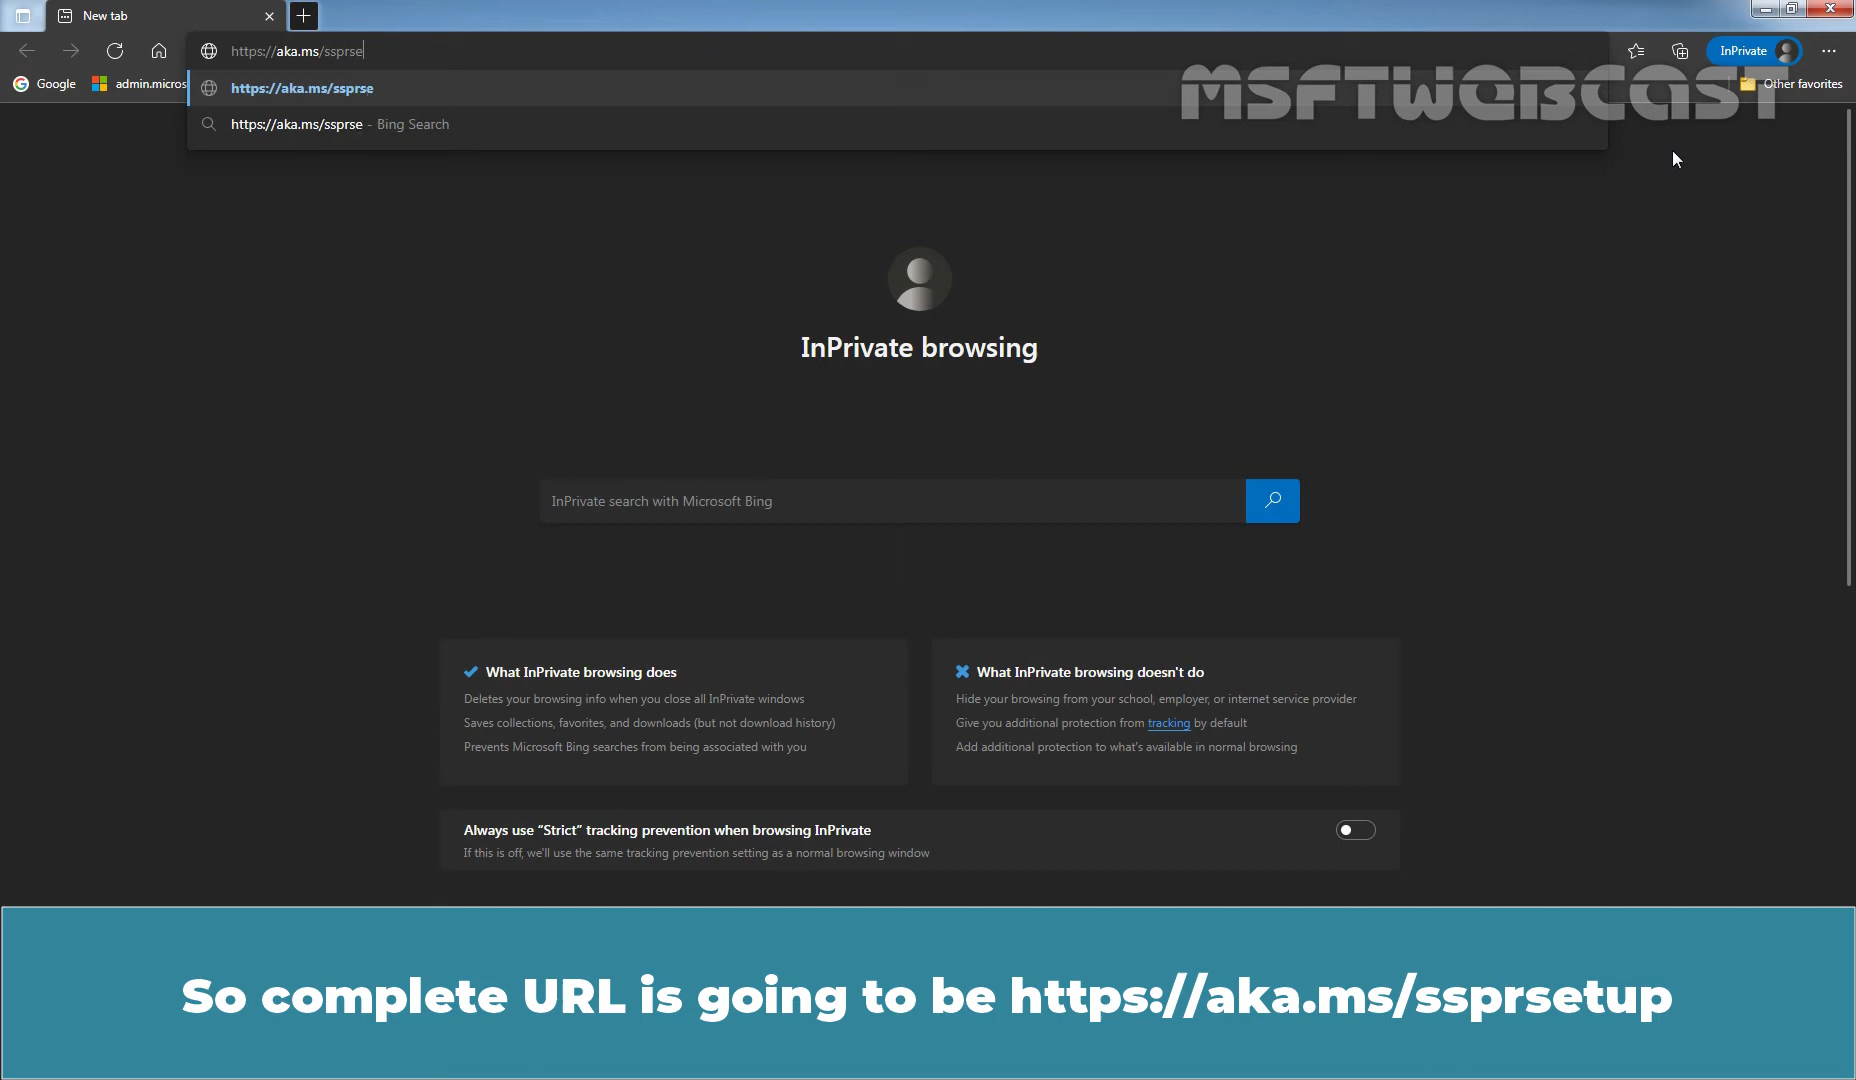 New tab
https://aka.ms/ssprse
InPrivate
Google
admin.micros
https://aka.ms/ssprse
MSFTWEBCAST
Other favorites
https://aka.ms/ssprse - Bing Search
InPrivate browsing
InPrivate search with Microsoft Bing
What InPrivate browsing does
Deletes your browsing info when you close all InPrivate windows
Saves collections, favorites, and downloads (but not download history)
Prevents Microsoft Bing searches from being associated with you
What InPrivate browsing doesn't do
Hide your browsing from your school, employer, or internet service provider
Give you additional protection from tracking by default
Add additional protection to what's available in normal browsing
Always use “Strict” tracking prevention when browsing InPrivate
If this is off, we'll use the same tracking prevention setting as a normal browsing window
So complete URL is going to be https://aka.ms/ssprsetup